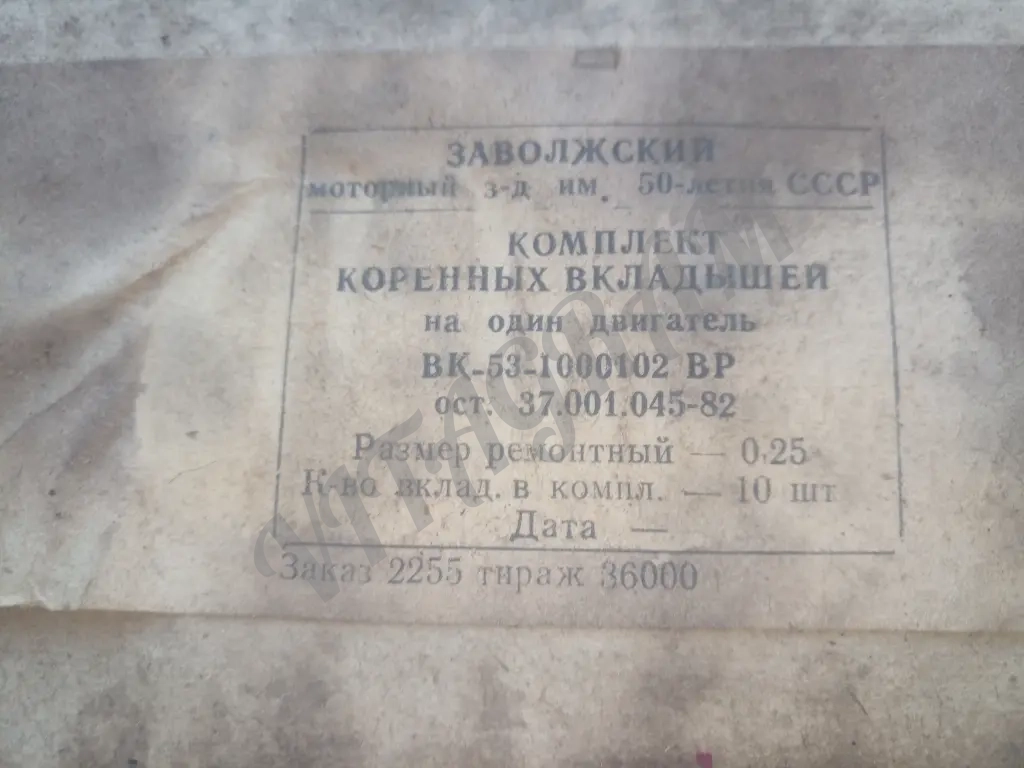 ЗАВОЛЖСКИЙ
моторный з-д им. 50-летия СССР
КОМПЛЕКТ
КОРЕННЫХ ВКЛАДЫШЕЙ
на один двигатель
ВК-53-1000102 ВР
ост. 37.001.045-82
Размер ремонтный — 0,25
К-во вклад. в компл. — 10 шт
Дата —
Заказ 2255 тираж 36000